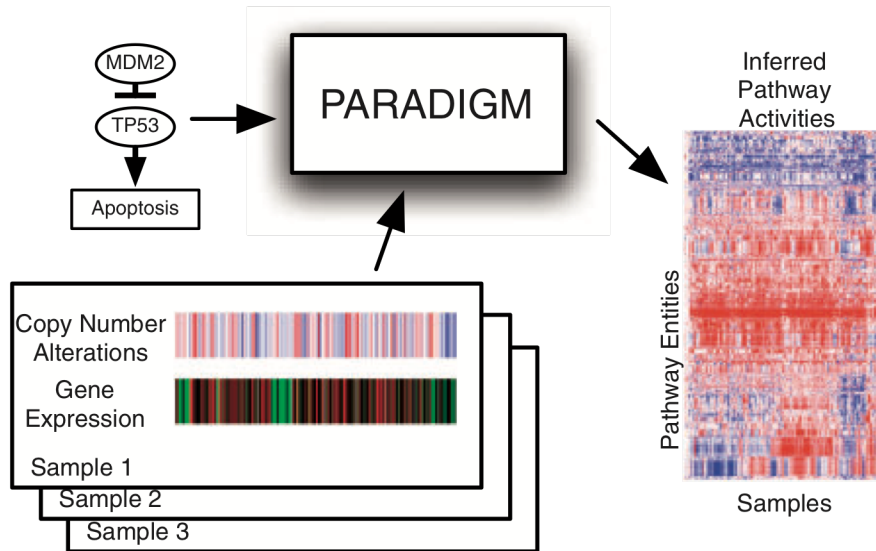 MDM2
TP53
Apoptosis
PARADIGM
Inferred
Pathway
Activities
Pathway Entities
Samples
Copy Number
Alterations
Gene
Expression
Sample 1
Sample 2
Sample 3